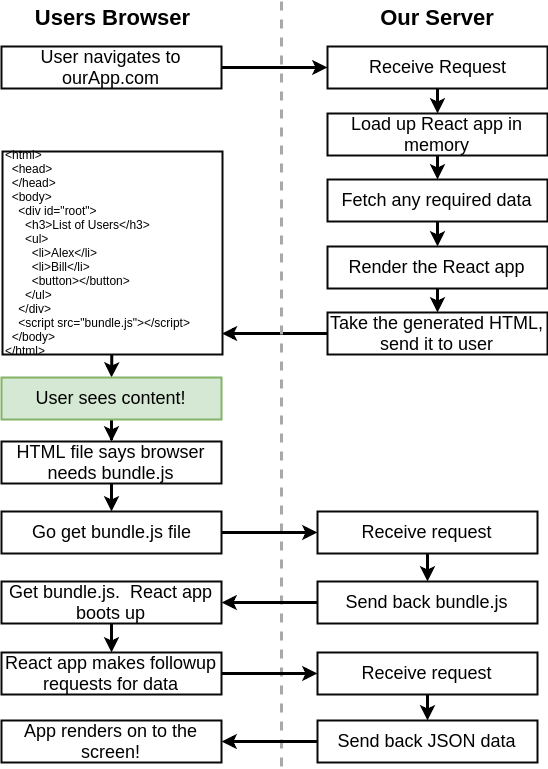 Users Browser
Our Server
User navigates to
ourApp.com
Receive Request
Load up React app in
memory
Fetch any required data
Render the React app
Take the generated HTML,
send it to user
<html>
<head>
</head>
<body>
<div id="root">
<h3>List of Users</h3>
<ul>
<li>Alex</li>
<li>Bill</li>
<button></button>
</ul>
</div>
<script src="bundle.js"></script>
</body>
</html>
User sees content!
HTML file says browser
needs bundle.js
Go get bundle.js file
Receive request
Send back bundle.js
Get bundle.js.  React app
boots up
React app makes followup
requests for data
Receive request
Send back JSON data
App renders on to the
screen!